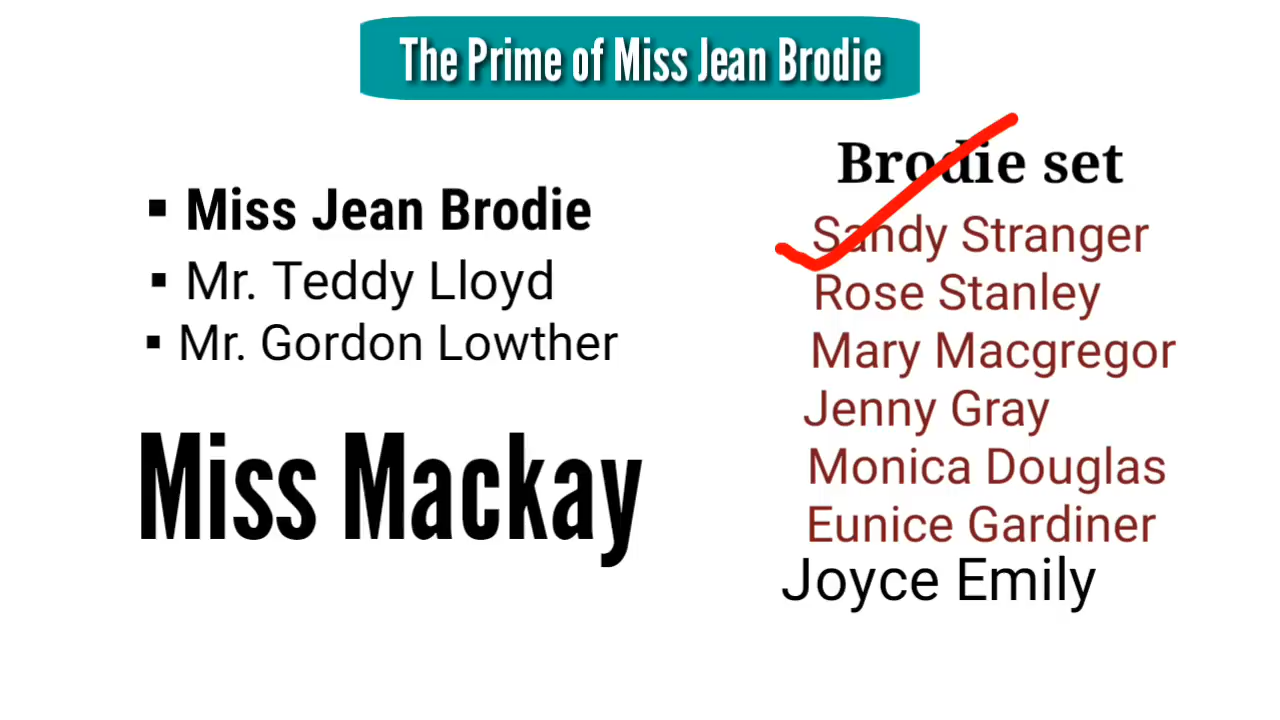 The Prime of Miss Jean Brodie
▪ Miss Jean Brodie
▪ Mr. Teddy Lloyd
▪ Mr. Gordon Lowther
Miss Mackay
Brodie set
Sandy Stranger
Rose Stanley
Mary Macgregor
Jenny Gray
Monica Douglas
Eunice Gardiner
Joyce Emily